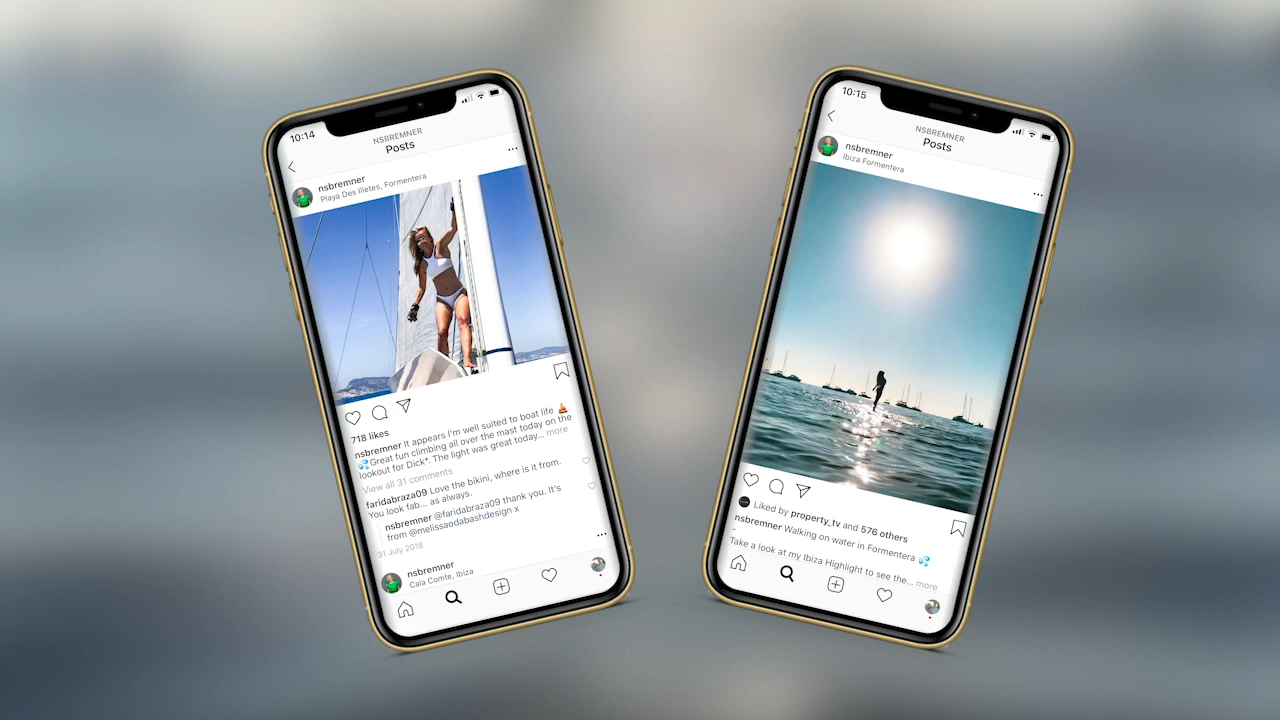 10:14
NSBREMNER
Posts
nsbremner
Playa Des Illetes, Formentera
718 likes
nsbremner It appears I'm well suited to boat life
Great fun climbing all over the mast today on the
lookout for Dick*. The light was great today... more
View all 31 comments
faridabraza09 Love the bikini, where is it from.
You look fab... as always.
nsbremner @faridabraza09 thank you. It's
from @melissaodabashdesign x
31 July 2018
nsbremner
Cala Comte, Ibiza
10:15
NSBREMNER
Posts
nsbremner
Ibiza Formentera
Liked by property_tv and 576 others
nsbremner Walking on water in Formentera
-
Take a look at my Ibiza Highlight to see the... more